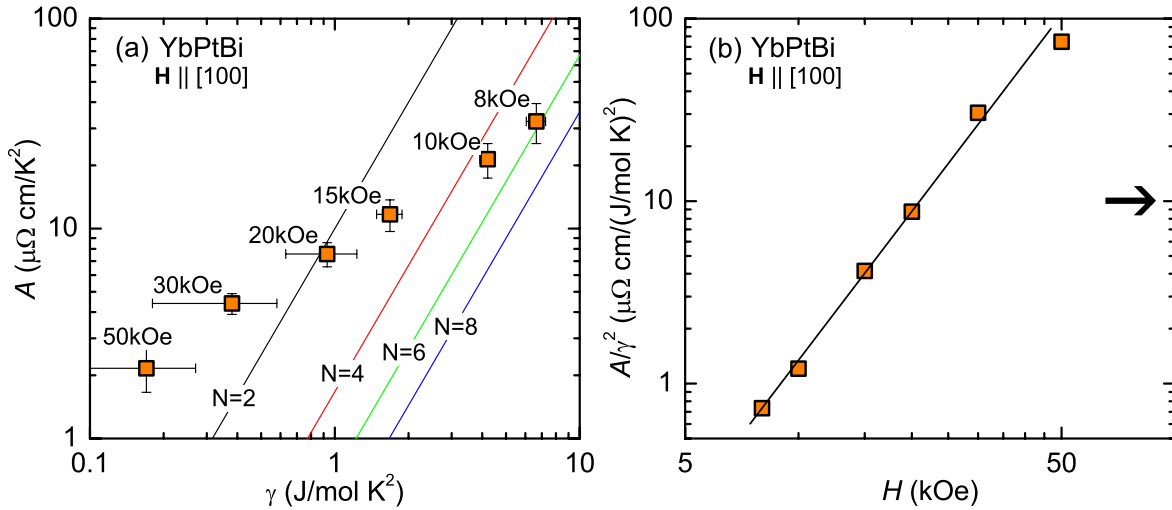 (a) YbPtBi
H || [100]
A (μΩ cm/K²)
100
10
1
8kOe
10kOe
15kOe
20kOe
30kOe
50kOe
N=2
N=4
N=6
N=8
0.1
1
10
γ (J/mol K²)
(b) YbPtBi
H || [100]
A/γ² (μΩ cm/(J/mol K)²)
100
10
1
5
50
H (kOe)